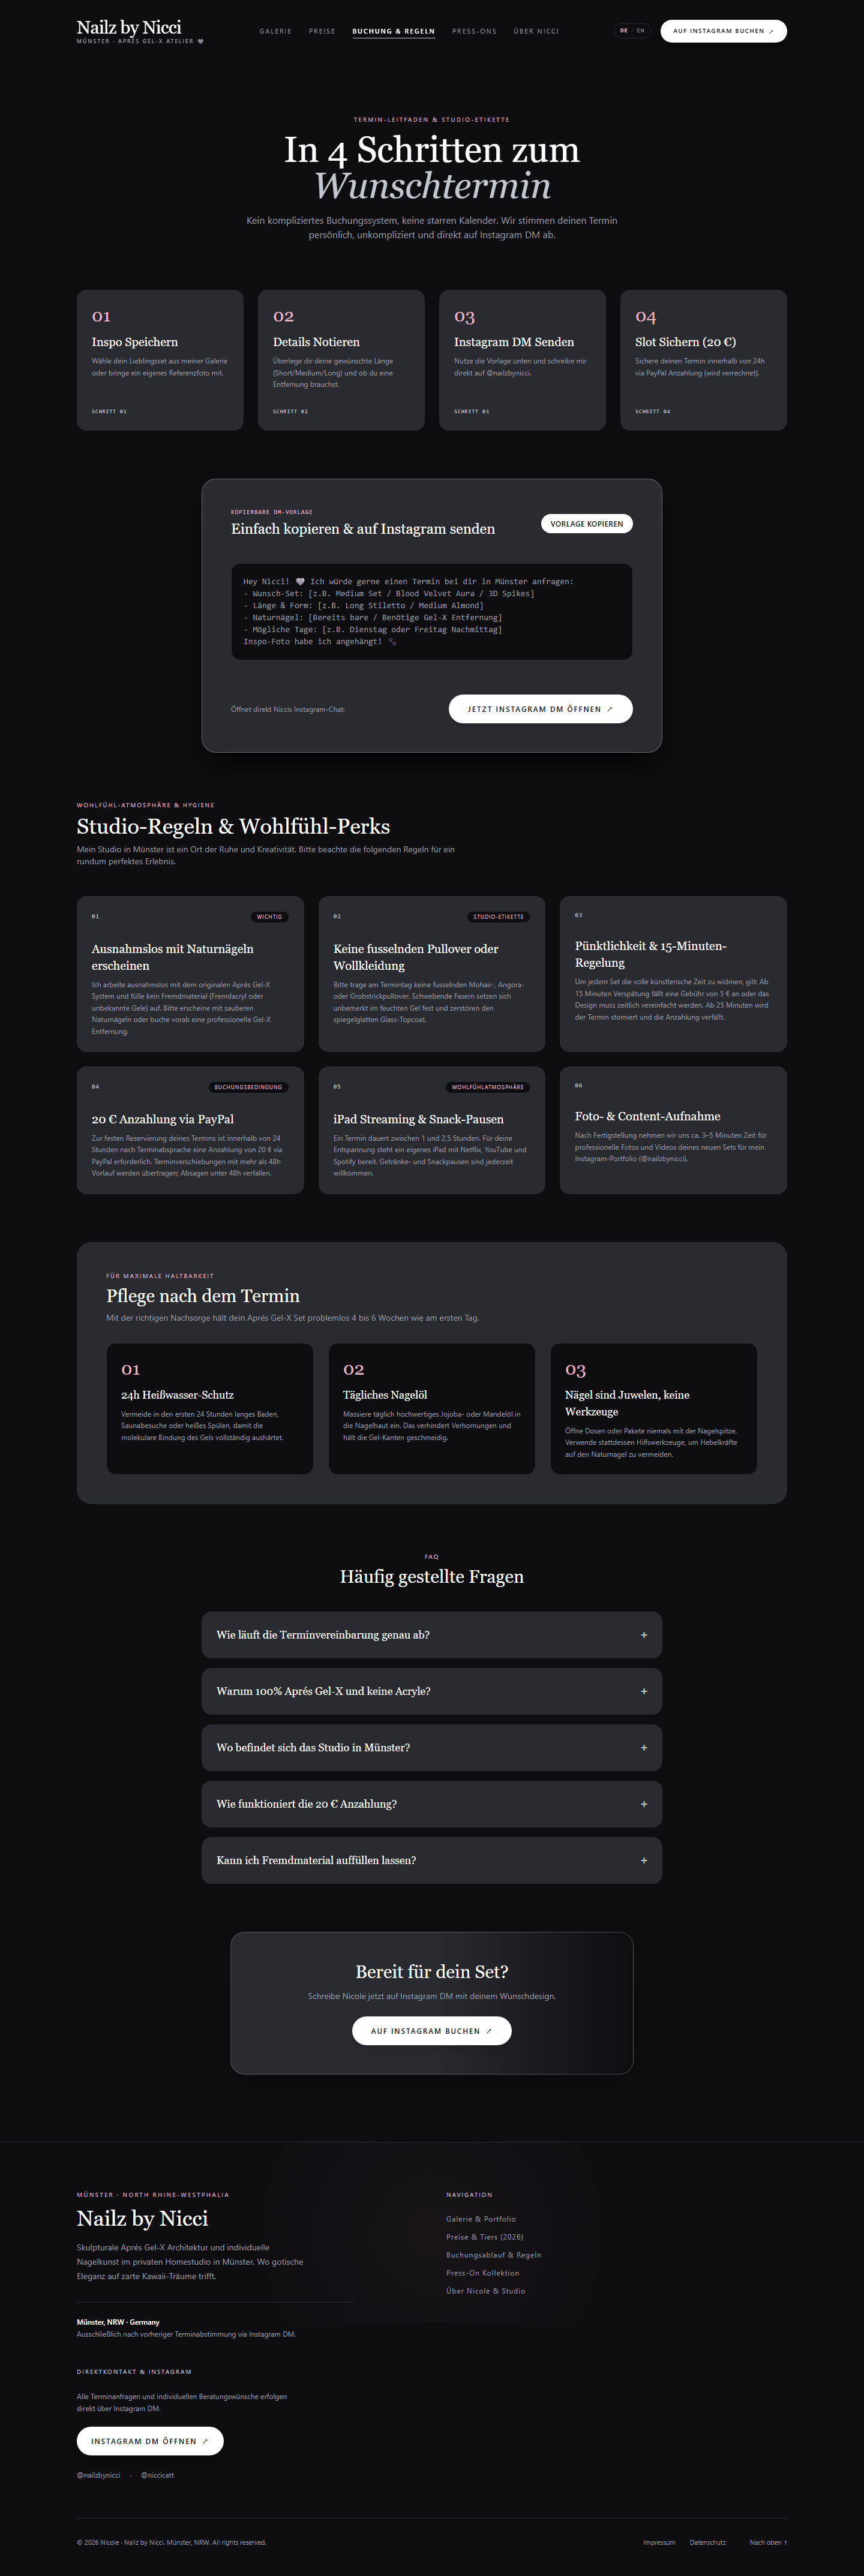 Nailz by Nicci
MÜNSTER · APRÉS GEL-X ATELIER 🩶
GALERIE
PREISE
BUCHUNG & REGELN
PRESS-ONS
ÜBER NICCI
DE
EN
AUF INSTAGRAM BUCHEN ↗
TERMIN-LEITFADEN & STUDIO-ETIKETTE
In 4 Schritten zum
Wunschtermin
Kein kompliziertes Buchungssystem, keine starren Kalender. Wir stimmen deinen Termin
persönlich, unkompliziert und direkt auf Instagram DM ab.
01
Inspo Speichern
Wähle dein Lieblingsset aus meiner Galerie
oder bringe ein eigenes Referenzfoto mit.
SCHRITT 01
02
Details Notieren
Überlege dir deine gewünschte Länge
(Short/Medium/Long) und ob du eine
Entfernung brauchst.
SCHRITT 02
03
Instagram DM Senden
Nutze die Vorlage unten und schreibe mir
direkt auf @nailzbynicci.
SCHRITT 03
04
Slot Sichern (20 €)
Sichere deinen Termin innerhalb von 24h
via PayPal Anzahlung (wird verrechnet).
SCHRITT 04
KOPIERBARE DM-VORLAGE
Einfach kopieren & auf Instagram senden
VORLAGE KOPIEREN
Hey Nicci! 🩶 Ich würde gerne einen Termin bei dir in Münster anfragen:
- Wunsch-Set: [z.B. Medium Set / Blood Velvet Aura / 3D Spikes]
- Länge & Form: [z.B. Long Stiletto / Medium Almond]
- Naturnägel: [Bereits bare / Benötige Gel-X Entfernung]
- Mögliche Tage: [z.B. Dienstag oder Freitag Nachmittag]
Inspo-Foto habe ich angehängt! 🐾
Öffnet direkt Niccis Instagram-Chat:
JETZT INSTAGRAM DM ÖFFNEN ↗
WOHLFÜHL-ATMOSPHÄRE & HYGIENE
Studio-Regeln & Wohlfühl-Perks
Mein Studio in Münster ist ein Ort der Ruhe und Kreativität. Bitte beachte die folgenden Regeln für ein
rundum perfektes Erlebnis.
01
WICHTIG
Ausnahmslos mit Naturnägeln
erscheinen
Ich arbeite ausnahmslos mit dem originalen Aprés Gel-X
System und fülle kein Fremdmaterial (Fremdacryl oder
unbekannte Gele) auf. Bitte erscheine mit sauberen
Naturnägeln oder buche vorab eine professionelle Gel-X
Entfernung.
02
STUDIO-ETIKETTE
Keine fusselnden Pullover oder
Wollkleidung
Bitte trage am Termintag keine fusselnden Mohair-, Angora-
oder Grobstrickpullover. Schwebende Fasern setzen sich
unbemerkt im feuchten Gel fest und zerstören den
spiegelglatten Glass-Topcoat.
03
Pünktlichkeit & 15-Minuten-
Regelung
Um jedem Set die volle künstlerische Zeit zu widmen, gilt: Ab
15 Minuten Verspätung fällt eine Gebühr von 5 € an oder das
Design muss zeitlich vereinfacht werden. Ab 25 Minuten wird
der Termin storniert und die Anzahlung verfällt.
04
BUCHUNGSBEDINGUNG
20 € Anzahlung via PayPal
Zur festen Reservierung deines Termins ist innerhalb von 24
Stunden nach Terminabsprache eine Anzahlung von 20 € via
PayPal erforderlich. Terminverschiebungen mit mehr als 48h
Vorlauf werden übertragen; Absagen unter 48h verfallen.
05
WOHLFÜHLATMOSPHÄRE
iPad Streaming & Snack-Pausen
Ein Termin dauert zwischen 1 und 2,5 Stunden. Für deine
Entspannung steht ein eigenes iPad mit Netflix, YouTube und
Spotify bereit. Getränke- und Snackpausen sind jederzeit
willkommen.
06
Foto- & Content-Aufnahme
Nach Fertigstellung nehmen wir uns ca. 3–5 Minuten Zeit für
professionelle Fotos und Videos deines neuen Sets für mein
Instagram-Portfolio (@nailzbynicci).
FÜR MAXIMALE HALTBARKEIT
Pflege nach dem Termin
Mit der richtigen Nachsorge hält dein Aprés Gel-X Set problemlos 4 bis 6 Wochen wie am ersten Tag.
01
24h Heißwasser-Schutz
Vermeide in den ersten 24 Stunden langes Baden,
Saunabesuche oder heißes Spülen, damit die
molekulare Bindung des Gels vollständig aushärtet.
02
Tägliches Nagelöl
Massiere täglich hochwertiges Jojoba- oder Mandelöl in
die Nagelhaut ein. Das verhindert Verhornungen und
hält die Gel-Kanten geschmeidig.
03
Nägel sind Juwelen, keine
Werkzeuge
Öffne Dosen oder Pakete niemals mit der Nagelspitze.
Verwende stattdessen Hilfswerkzeuge, um Hebelkräfte
auf den Naturnagel zu vermeiden.
FAQ
Häufig gestellte Fragen
Wie läuft die Terminvereinbarung genau ab? +
Warum 100% Aprés Gel-X und keine Acryle? +
Wo befindet sich das Studio in Münster? +
Wie funktioniert die 20 € Anzahlung? +
Kann ich Fremdmaterial auffüllen lassen? +
Bereit für dein Set?
Schreibe Nicole jetzt auf Instagram DM mit deinem Wunschdesign.
AUF INSTAGRAM BUCHEN ↗
MÜNSTER · NORTH RHINE-WESTPHALIA
Nailz by Nicci
Skulpturale Aprés Gel-X Architektur und individuelle
Nagelkunst im privaten Homestudio in Münster. Wo gotische
Eleganz auf zarte Kawaii-Träume trifft.
Münster, NRW · Germany
Ausschließlich nach vorheriger Terminabstimmung via Instagram DM.
NAVIGATION
Galerie & Portfolio
Preise & Tiers (2026)
Buchungsablauf & Regeln
Press-On Kollektion
Über Nicole & Studio
DIREKTKONTAKT & INSTAGRAM
Alle Terminanfragen und individuellen Beratungswünsche erfolgen
direkt über Instagram DM.
INSTAGRAM DM ÖFFNEN ↗
@nailzbynicci · @niccicatt
© 2026 Nicole · Nailz by Nicci. Münster, NRW. All rights reserved.
Impressum
Datenschutz
Nach oben ↑